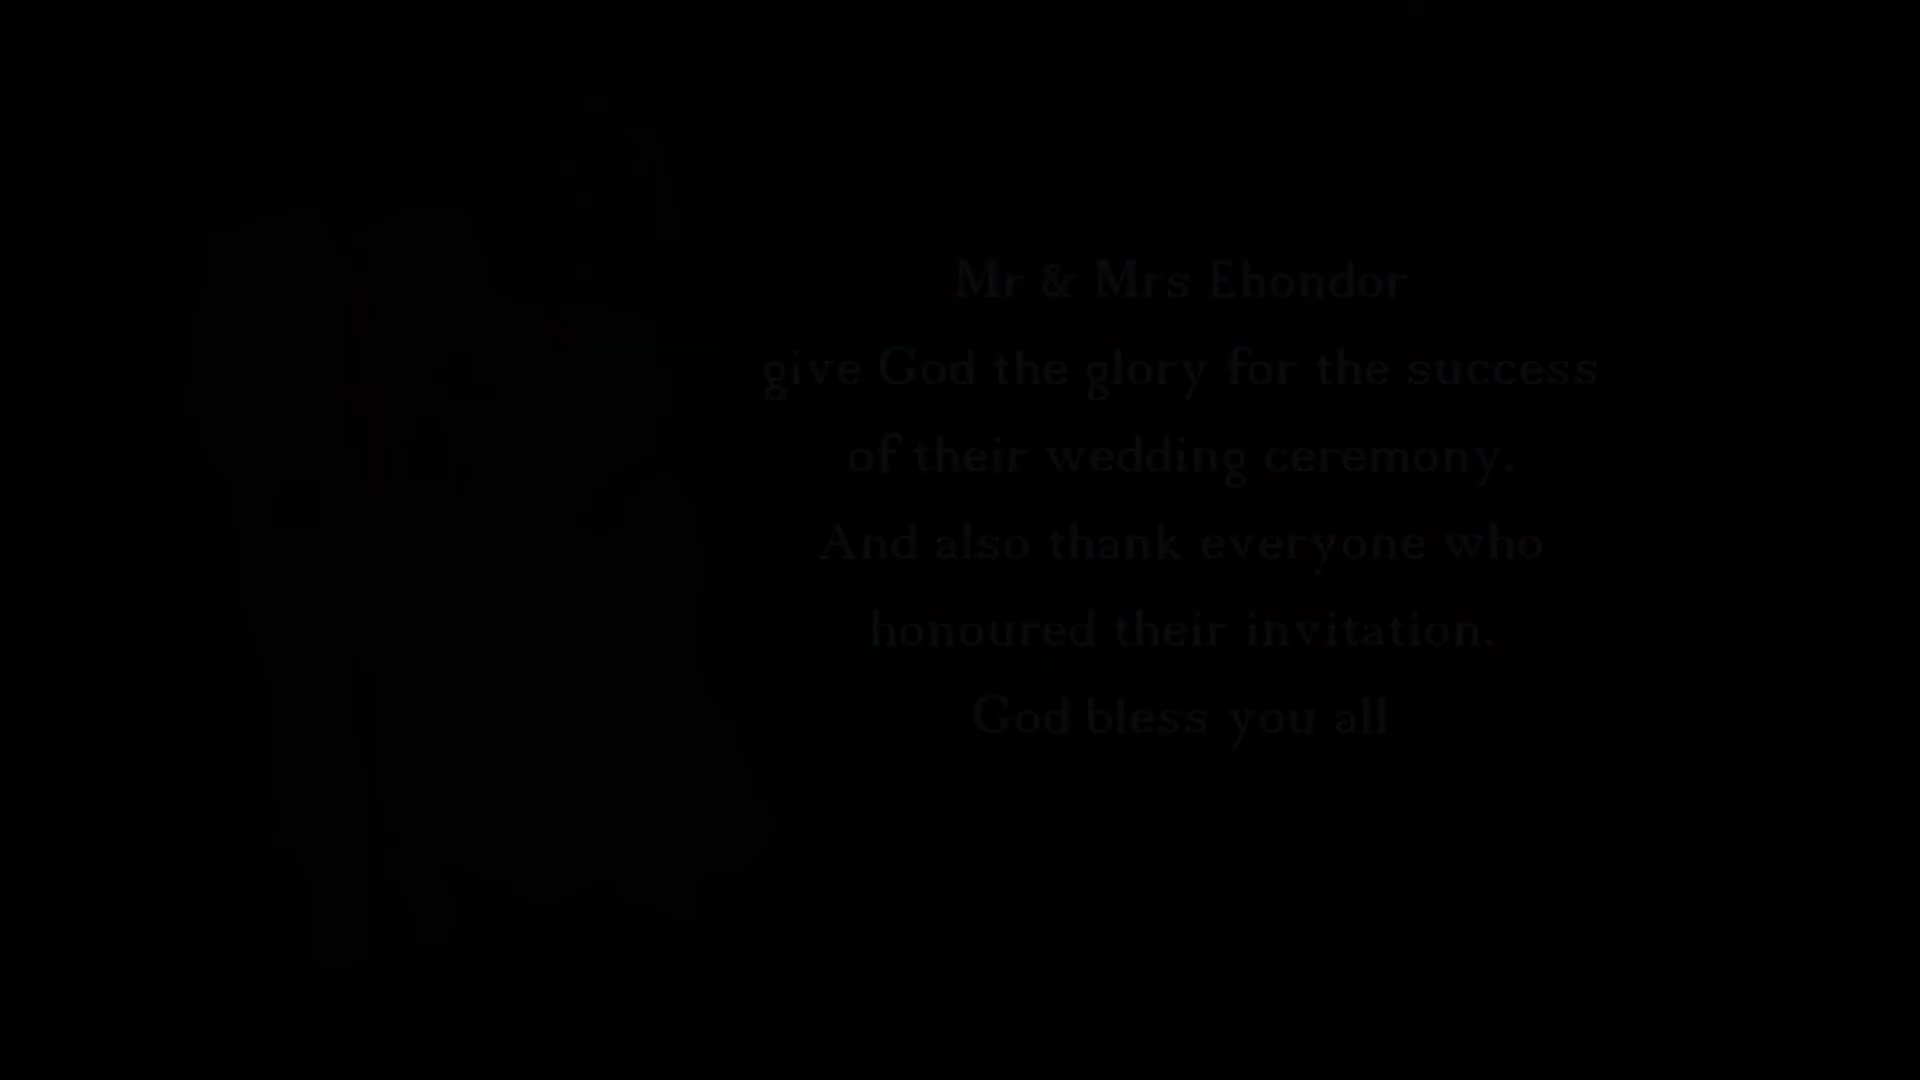 Mr & Mrs Ehondor
give God the glory for the success
of their wedding ceremony.
And also thank everyone who
honoured their invitation.
God bless you all